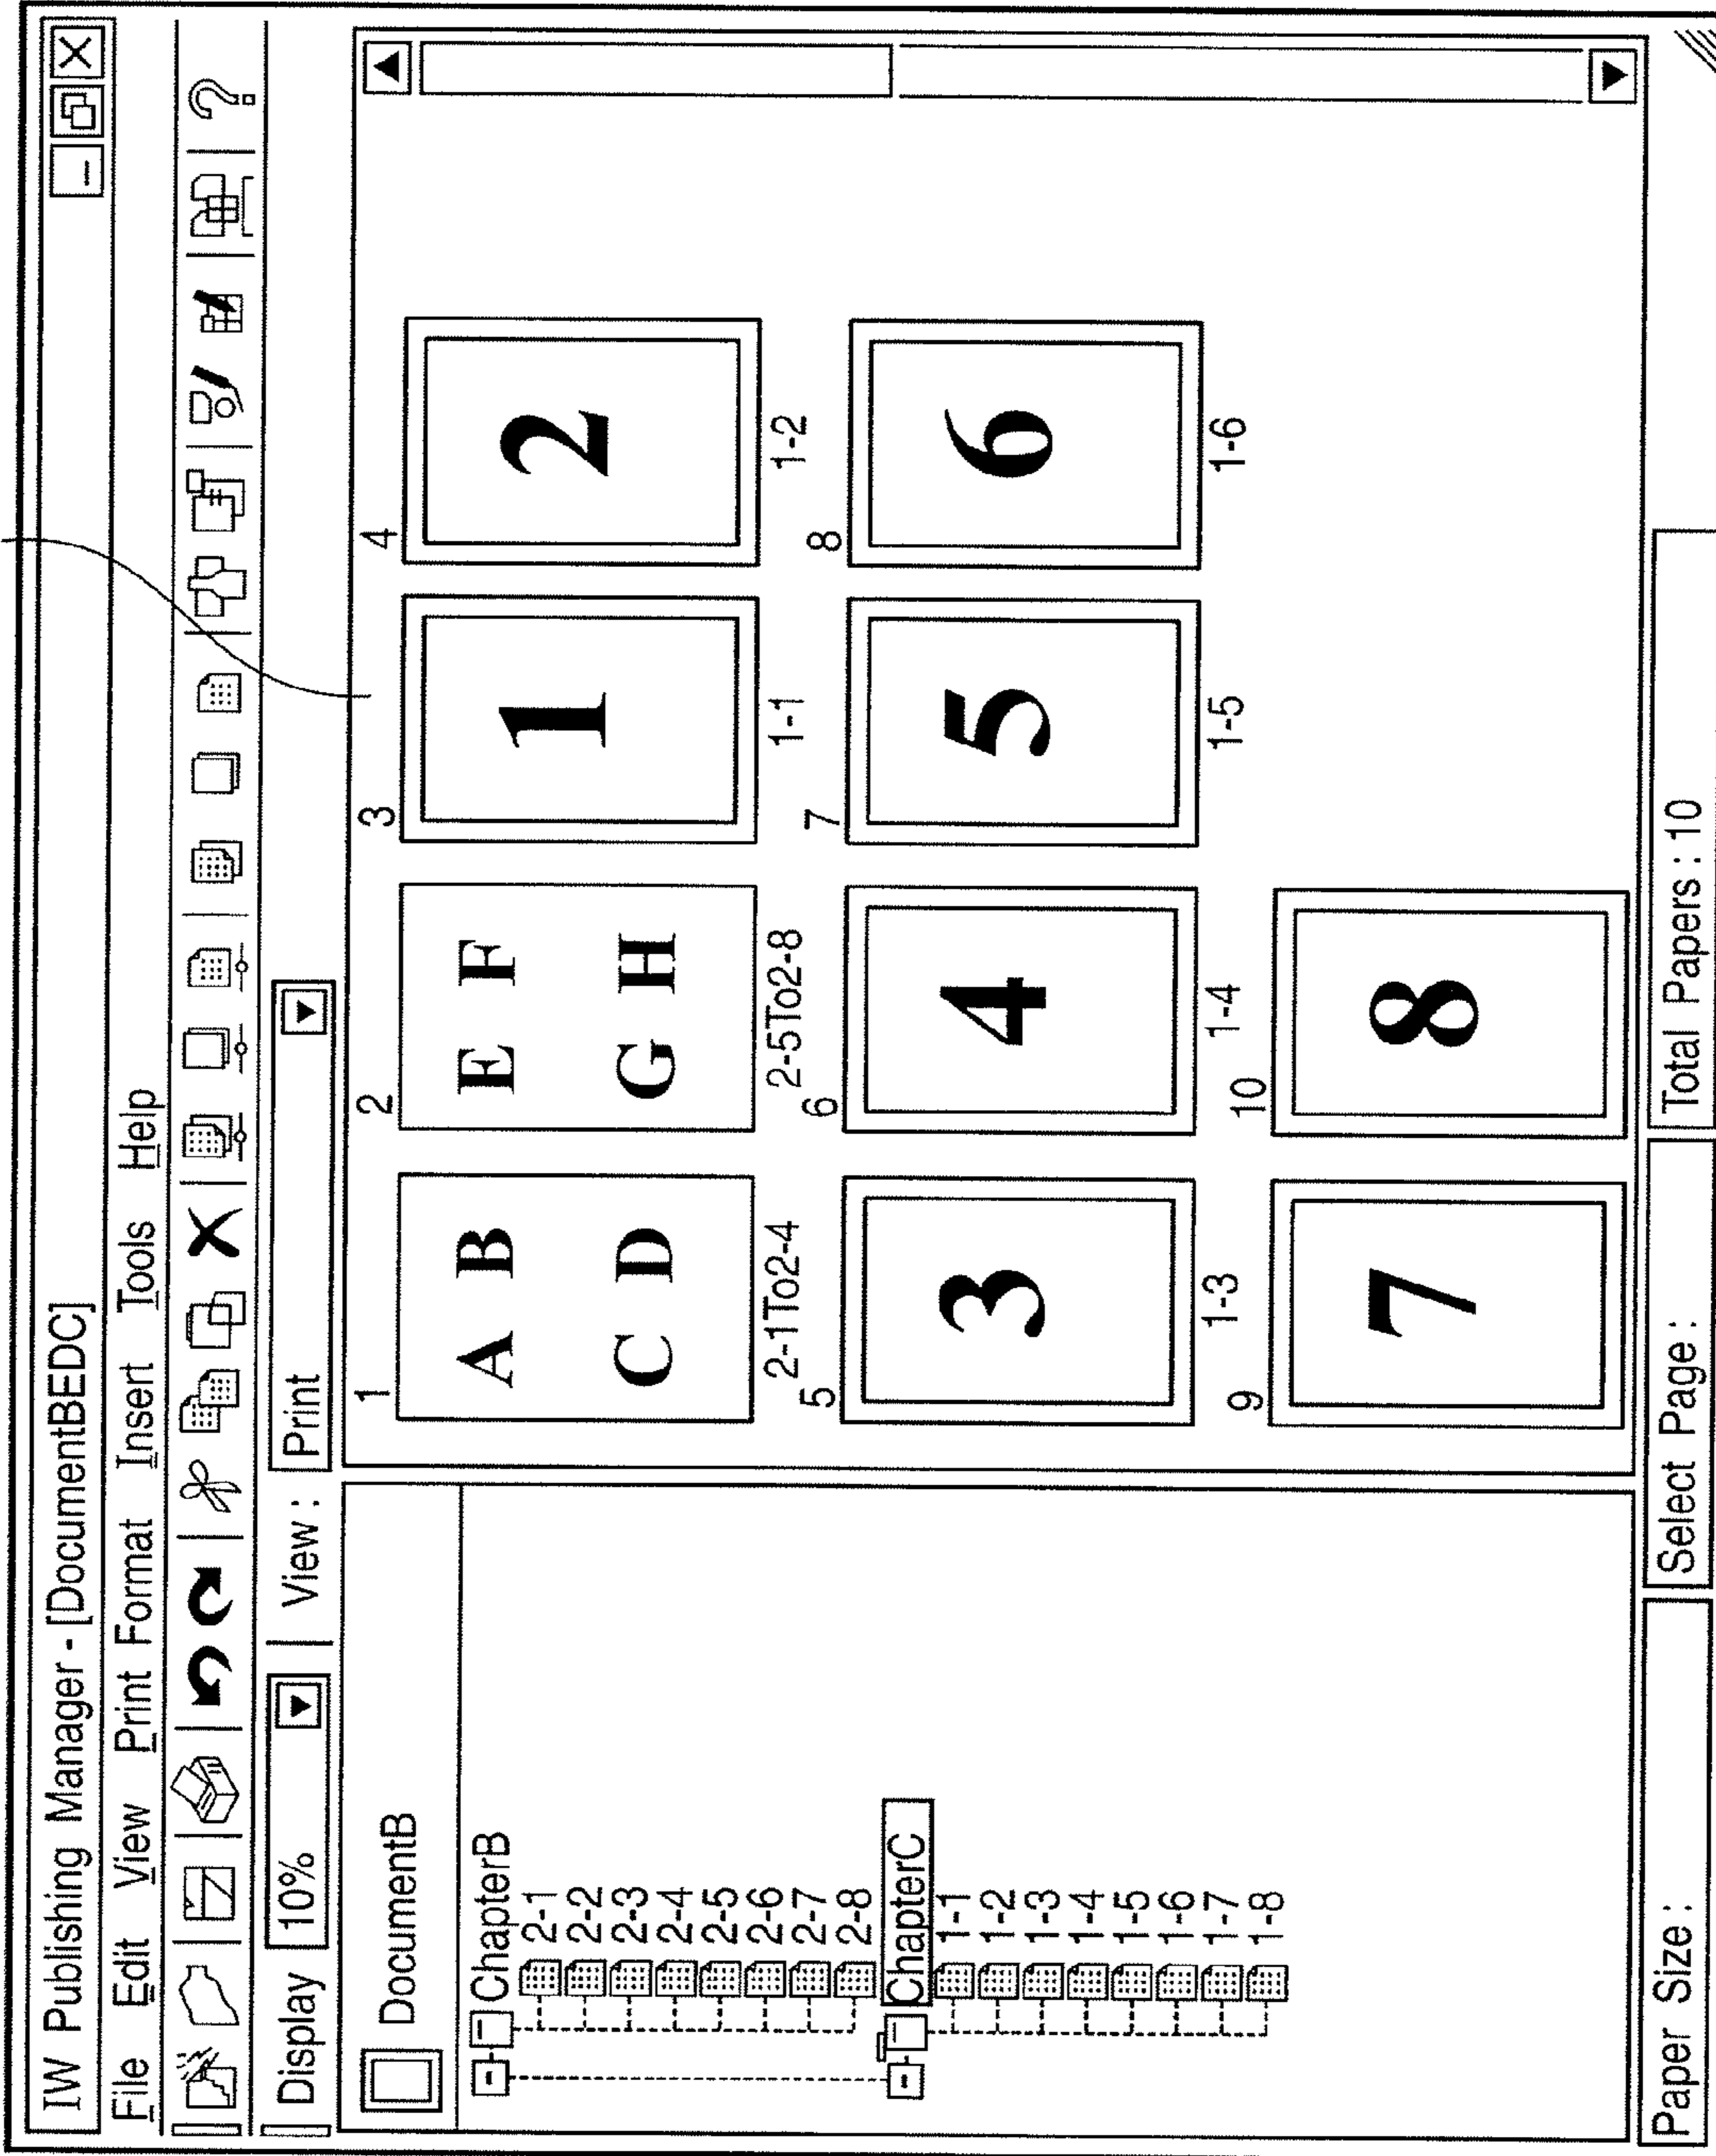 IW Publishing Manager - [DocumentBEDC]
File Edit View Print Format Insert Tools Help
?
Display 10% View : Print
DocumentB
ChapterB
2-1
2-2
2-3
2-4
2-5
2-6
2-7
2-8
ChapterC
1-1
1-2
1-3
1-4
1-5
1-6
1-7
1-8
1 2 3 4
A B E F 1 2
C D G H
2-1To2-4 2-5To2-8 1-1 1-2
5 6 7 8
3 4 5 6
1-3 1-4 1-5 1-6
9 10
7 8
Paper Size : Select Page : Total Papers : 10